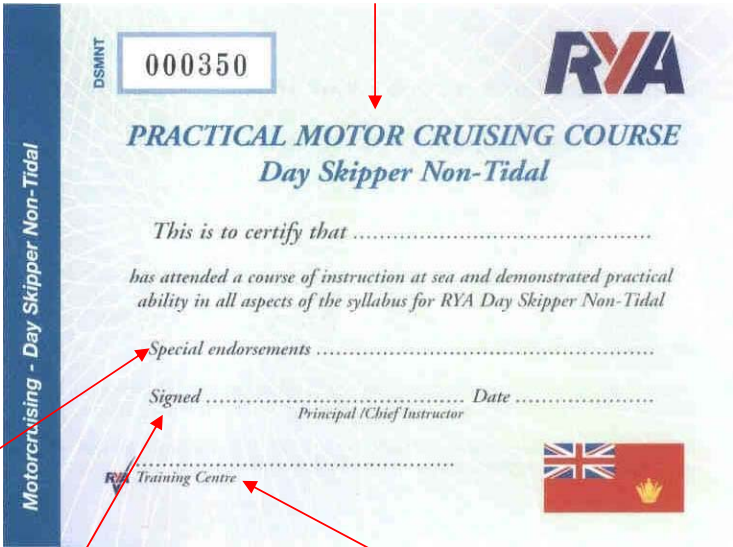 DSMNT
000350
RYA
PRACTICAL MOTOR CRUISING COURSE
Day Skipper Non-Tidal
This is to certify that ................................................
has attended a course of instruction at sea and demonstrated practical
ability in all aspects of the syllabus for RYA Day Skipper Non-Tidal
Special endorsements ......................................................
Signed .......................................... Date ......................
Principal /Chief Instructor
....................................................
RYA Training Centre
Motorcruising - Day Skipper Non-Tidal